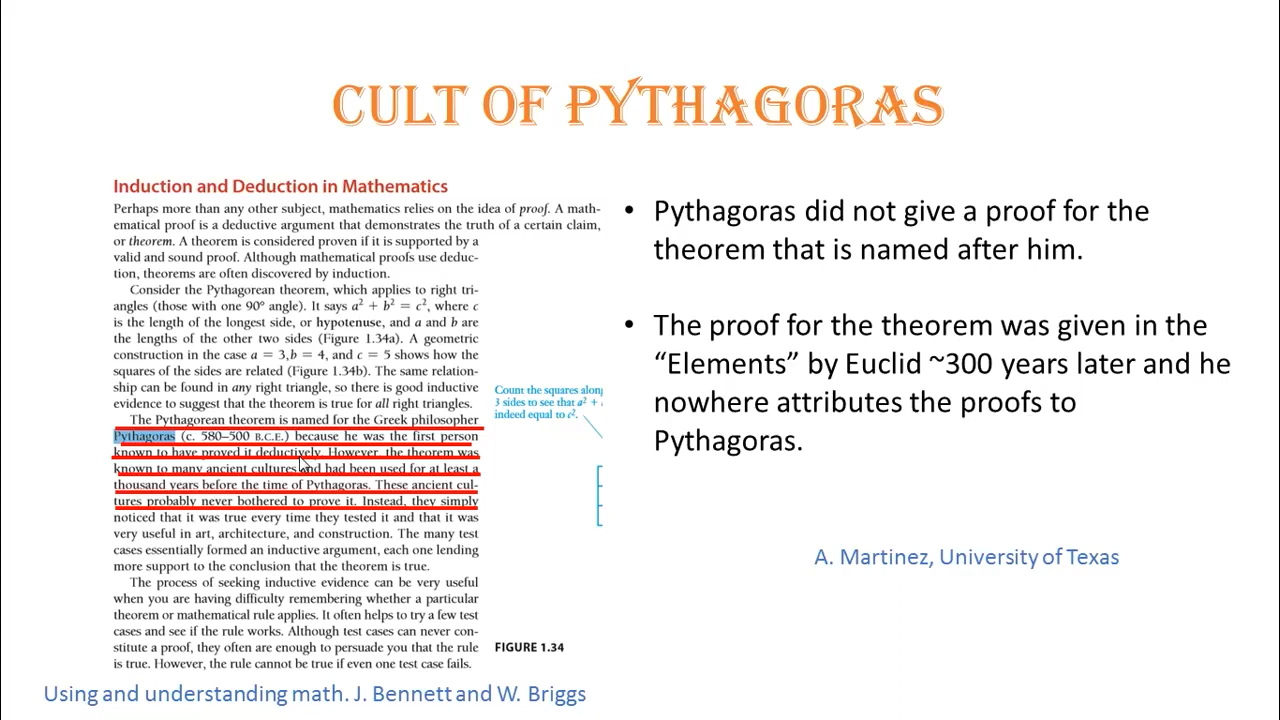 CULT OF PYTHAGORAS
Induction and Deduction in Mathematics
Perhaps more than any other subject, mathematics relies on the idea of proof. A math-
ematical proof is a deductive argument that demonstrates the truth of a certain claim,
or theorem. A theorem is considered proven if it is supported by a
valid and sound proof. Although mathematical proofs use deduc-
tion, theorems are often discovered by induction.
Consider the Pythagorean theorem, which applies to right tri-
angles (those with one 90° angle). It says a² + b² = c², where c
is the length of the longest side, or hypotenuse, and a and b are
the lengths of the other two sides (Figure 1.34a). A geometric
construction in the case a = 3, b = 4, and c = 5 shows how the
squares of the sides are related (Figure 1.34b). The same relation-
ship can be found in any right triangle, so there is good inductive
evidence to suggest that the theorem is true for all right triangles.
The Pythagorean theorem is named for the Greek philosopher
Pythagoras (c. 580–500 B.C.E.) because he was the first person
known to have proved it deductively. However, the theorem was
known to many ancient cultures and had been used for at least a
thousand years before the time of Pythagoras. These ancient cul-
tures probably never bothered to prove it. Instead, they simply
noticed that it was true every time they tested it and that it was
very useful in art, architecture, and construction. The many test
cases essentially formed an inductive argument, each one lending
more support to the conclusion that the theorem is true.
The process of seeking inductive evidence can be very useful
when you are having difficulty remembering whether a particular
theorem or mathematical rule applies. It often helps to try a few test
cases and see if the rule works. Although test cases can never con-
stitute a proof, they often are enough to persuade you that the rule
is true. However, the rule cannot be true if even one test case fails.
Count the squares along
3 sides to see that a² +
indeed equal to c².
FIGURE 1.34
Using and understanding math. J. Bennett and W. Briggs
• Pythagoras did not give a proof for the
theorem that is named after him.
• The proof for the theorem was given in the
“Elements” by Euclid ~300 years later and he
nowhere attributes the proofs to
Pythagoras.
A. Martinez, University of Texas